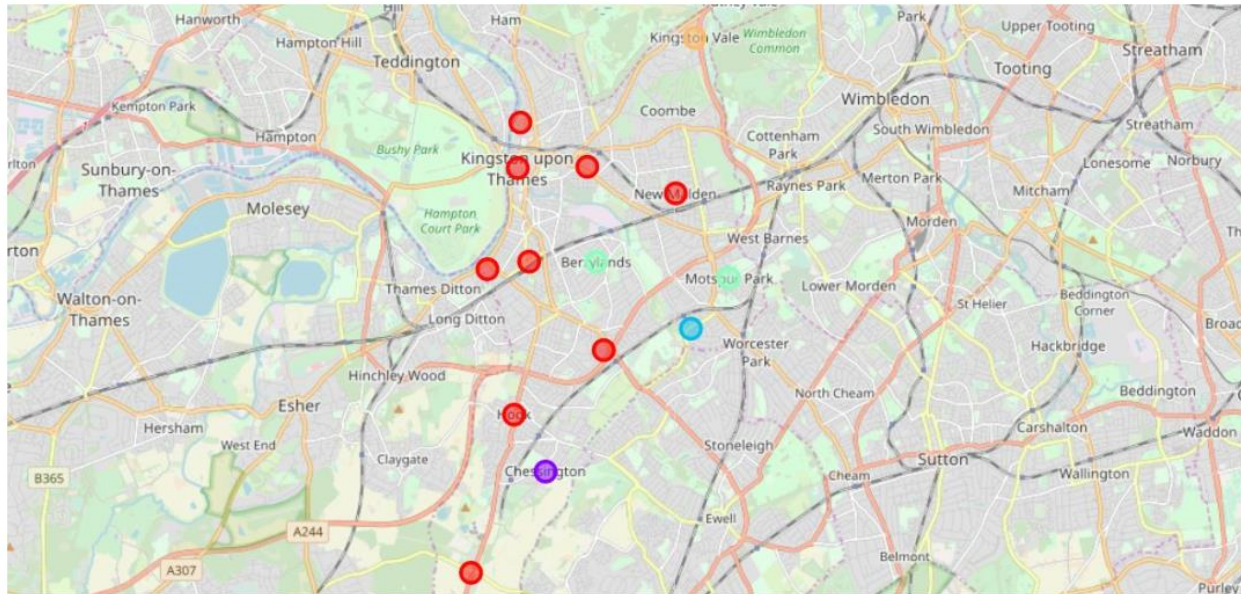 Hanworth
Hampton Hill
Ham
Teddington
Kingston Vale
Wimbledon
Common
Park
Upper Tooting
Streatham
Tooting
Kempton Park
Hampton
Bushy Park
Coombe
Wimbledon
South Wimbledon
Cottenham
Park
Streatham
Sunbury-on-
Thames
Kingston upon
Thames
Lonesome
Norbury
Molesey
Hampton
Court Park
New Malden
Raynes Park
Merton Park
Mitcham
Morden
West Barnes
Walton-on-
Thames
Thames Ditton
Berrylands
Motspur Park
Lower Morden
St Helier
Beddington
Corner
Long Ditton
Worcester
Park
Hackbridge
Hinchley Wood
Esher
North Cheam
Beddington
Hersham
West End
Hook
Carshalton
Waddon
Claygate
Stoneleigh
B365
Chessington
Cheam
Sutton
Wallington
A244
Ewell
Belmont
A307
Purley